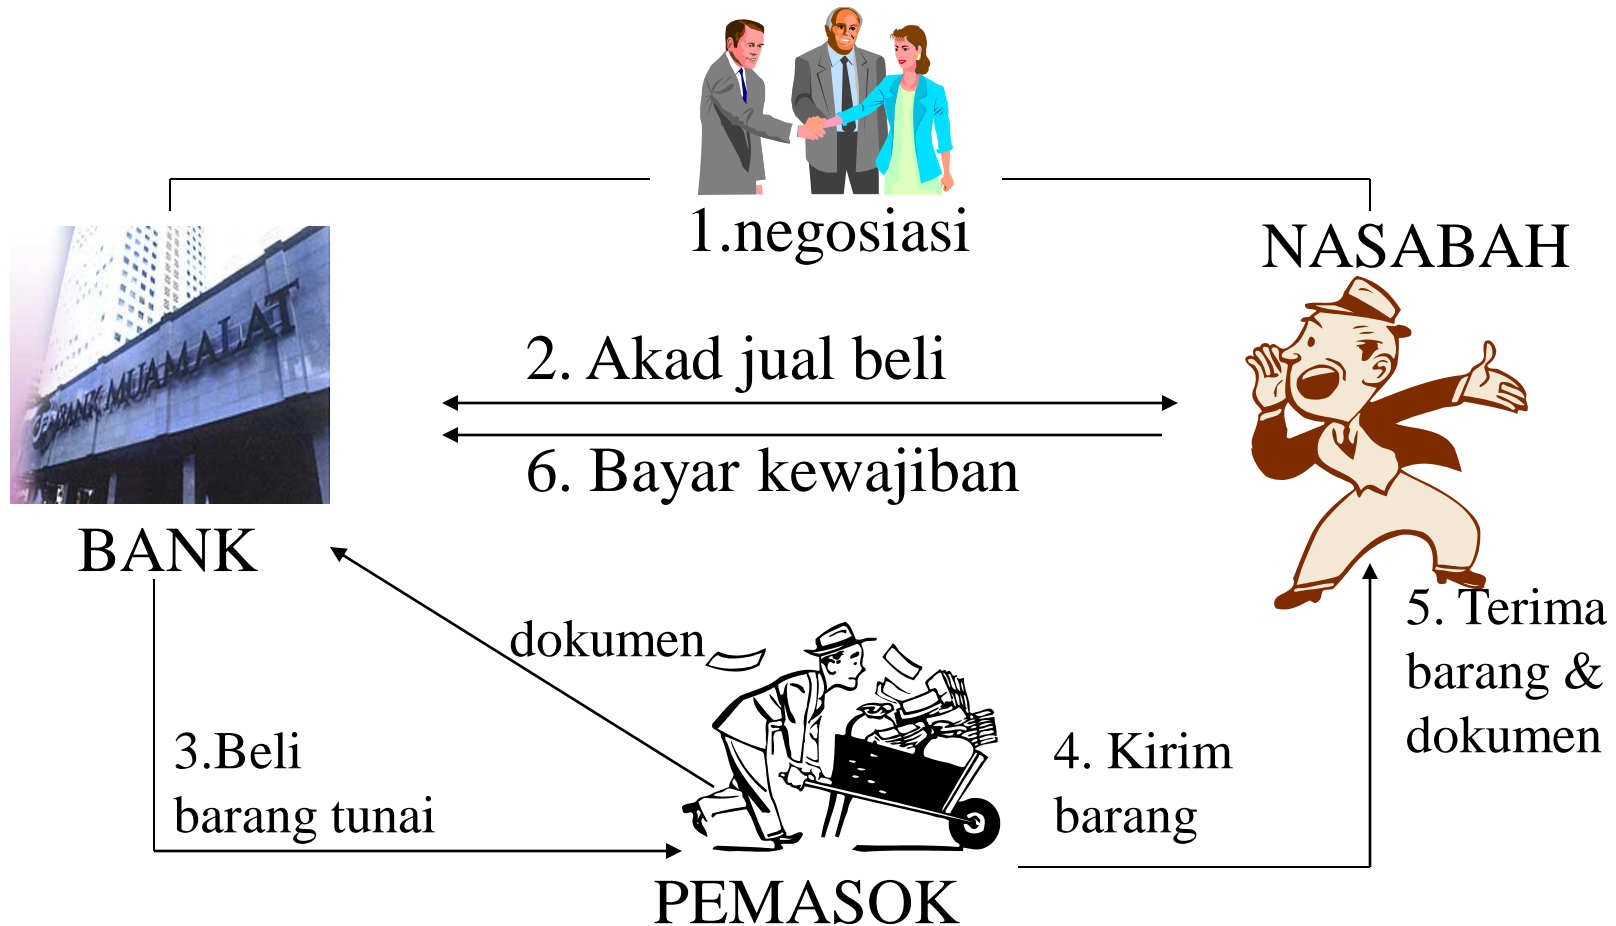 1.negosiasi
NASABAH
BANK MUAMALAT
2. Akad jual beli
6. Bayar kewajiban
BANK
dokumen
5. Terima
barang &
dokumen
3.Beli
barang tunai
4. Kirim
barang
PEMASOK